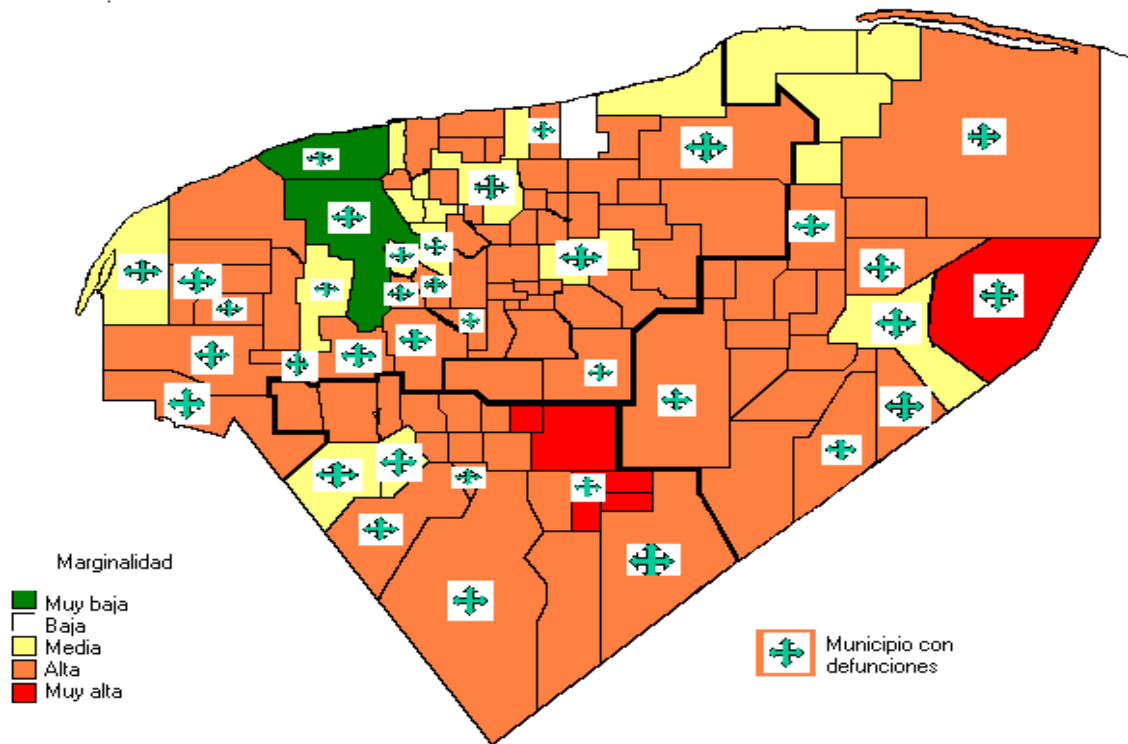 Marginalidad
Muy baja
Baja
Media
Alta
Muy alta
Municipio con
defunciones